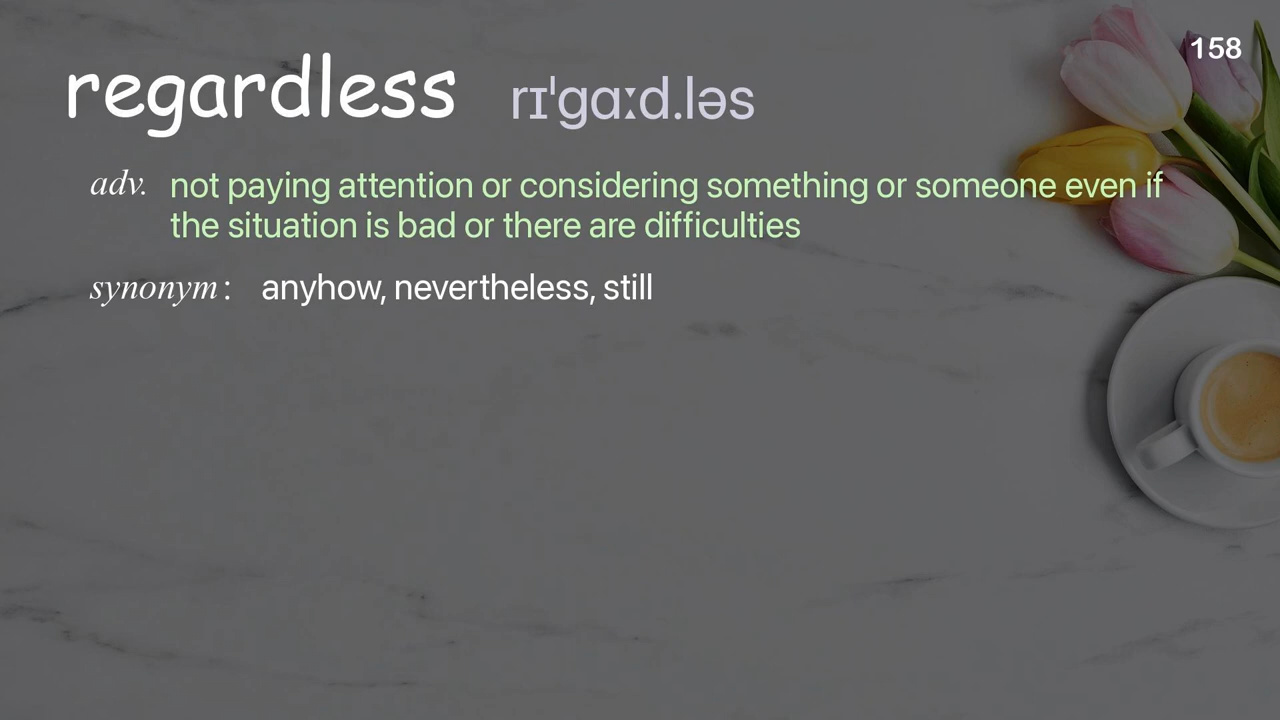 158
regardless rɪˈɡɑːd.ləs
adv. not paying attention or considering something or someone even if
the situation is bad or there are difficulties
synonym: anyhow, nevertheless, still